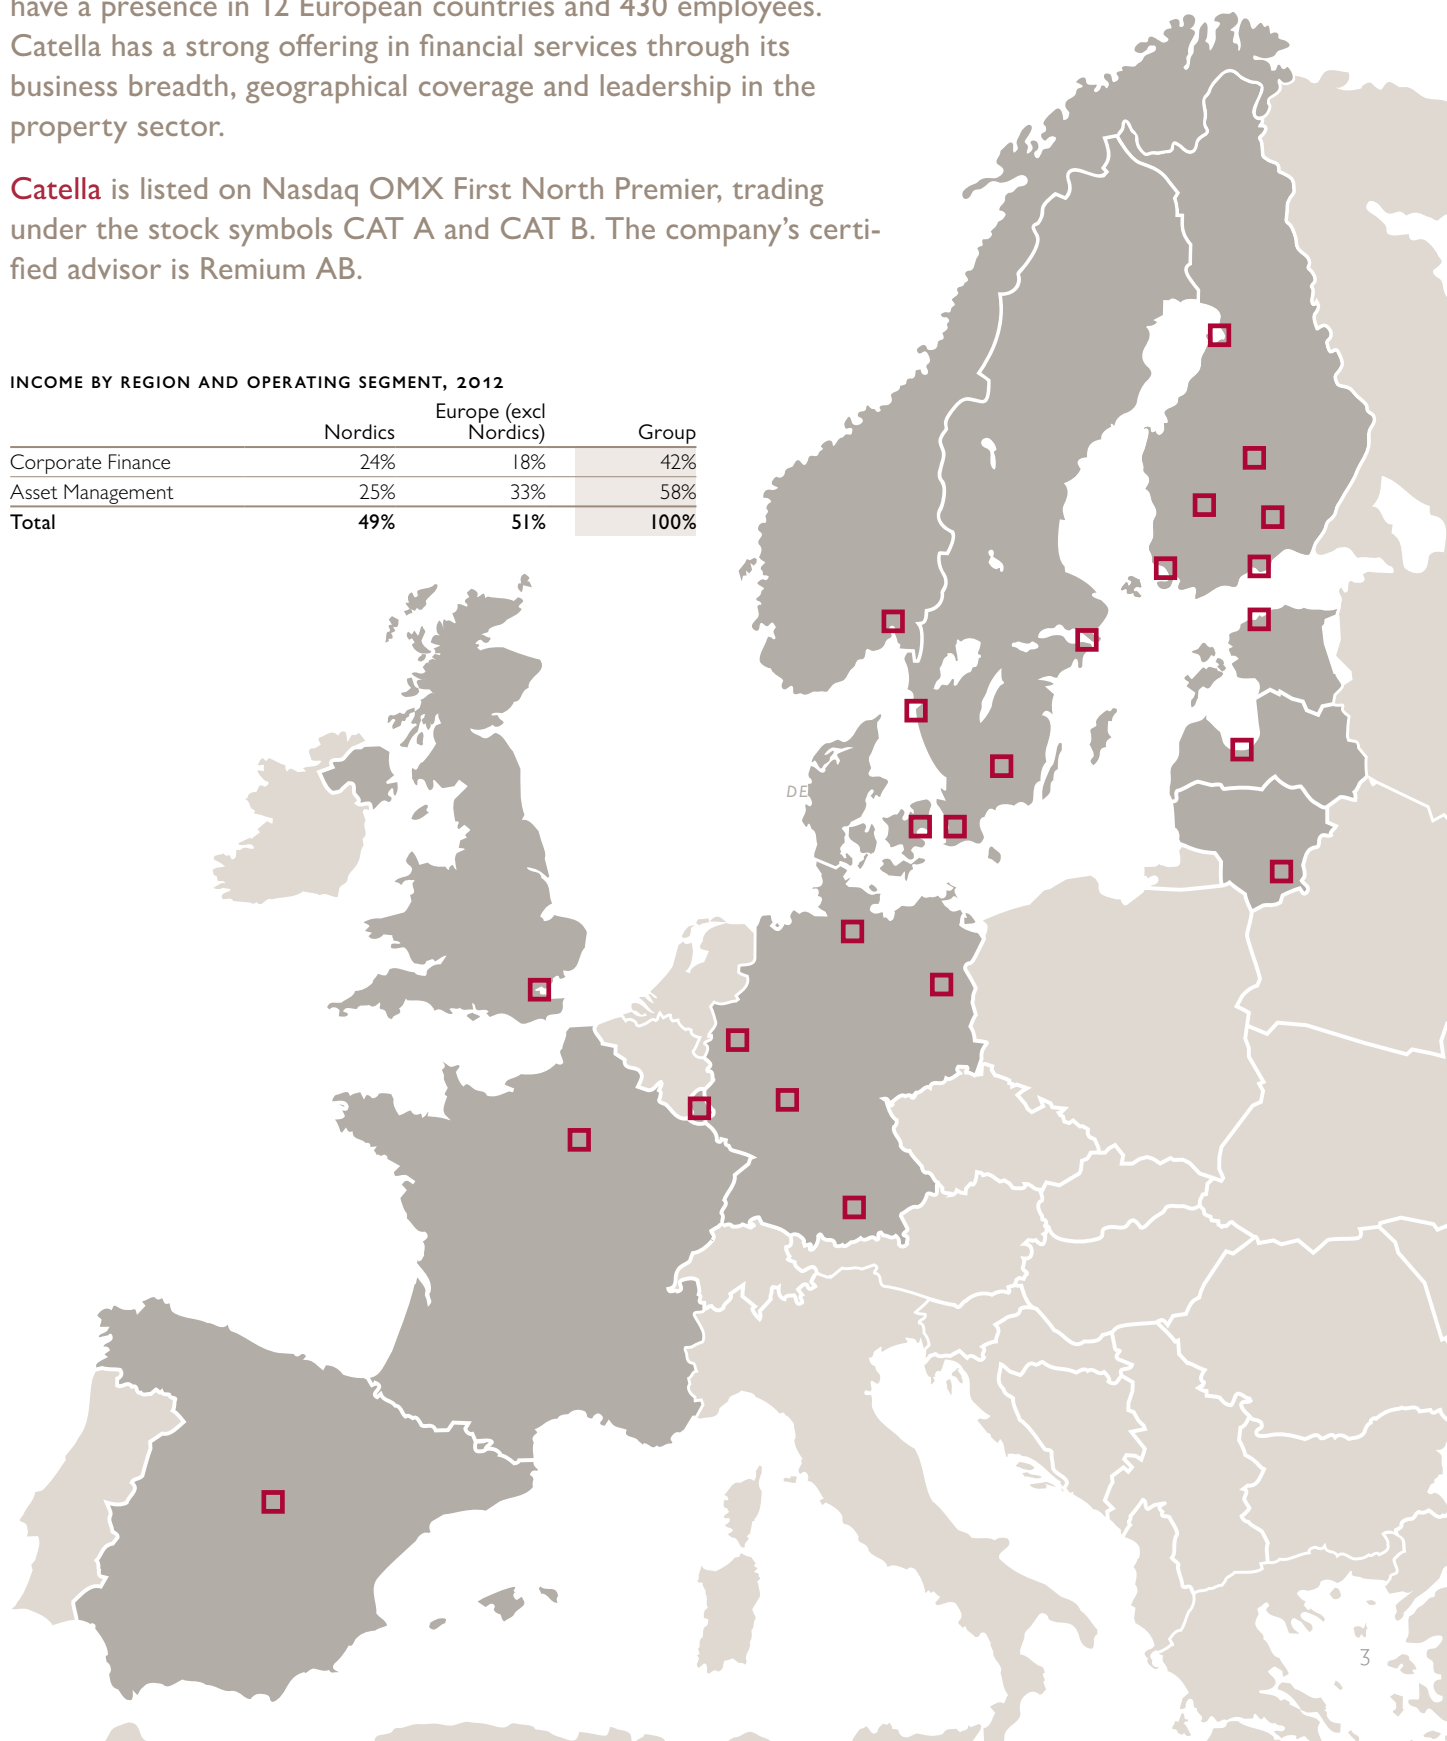 have a presence in 12 European countries and 430 employees.
Catella has a strong offering in financial services through its
business breadth, geographical coverage and leadership in the
property sector.
Catella is listed on Nasdaq OMX First North Premier, trading
under the stock symbols CAT A and CAT B. The company's certi-
fied advisor is Remium AB.
INCOME BY REGION AND OPERATING SEGMENT, 2012
Nordics Europe (excl Nordics) Group
Corporate Finance 24% 18% 42%
Asset Management 25% 33% 58%
Total 49% 51% 100%
DE
3